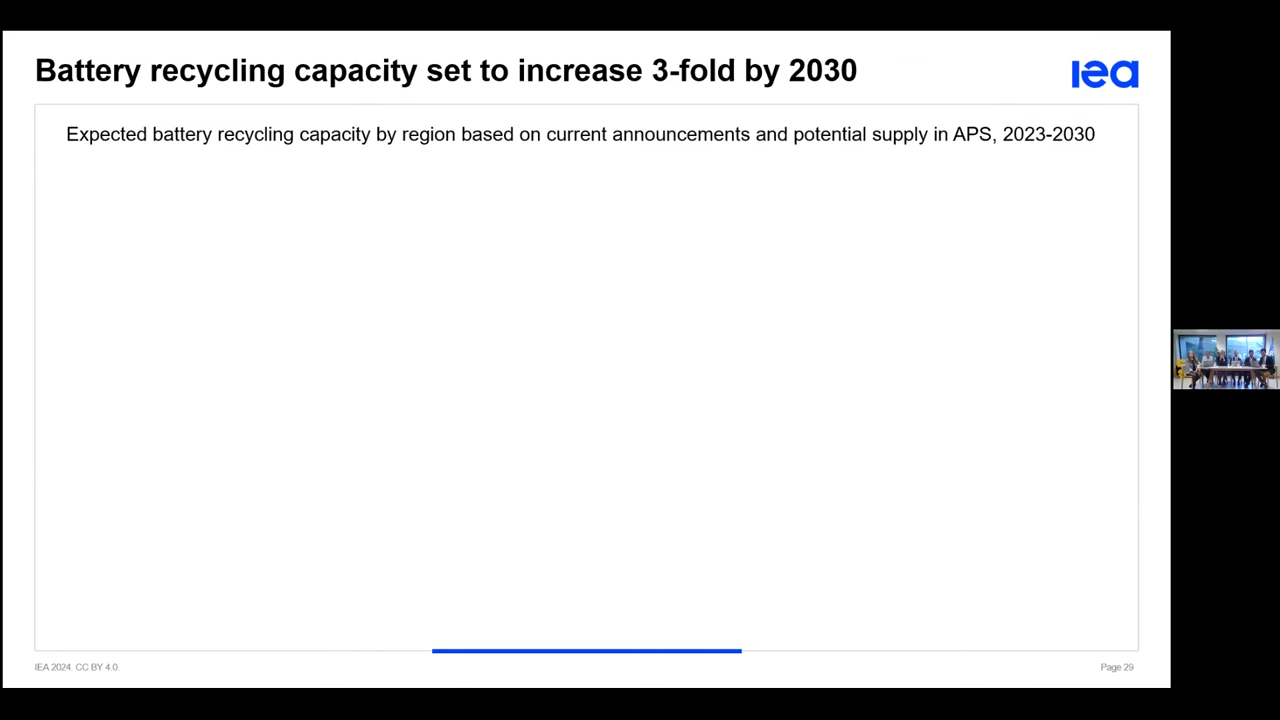 Battery recycling capacity set to increase 3-fold by 2030
iea
Expected battery recycling capacity by region based on current announcements and potential supply in APS, 2023-2030
IEA 2024. CC BY 4.0.
Page 29